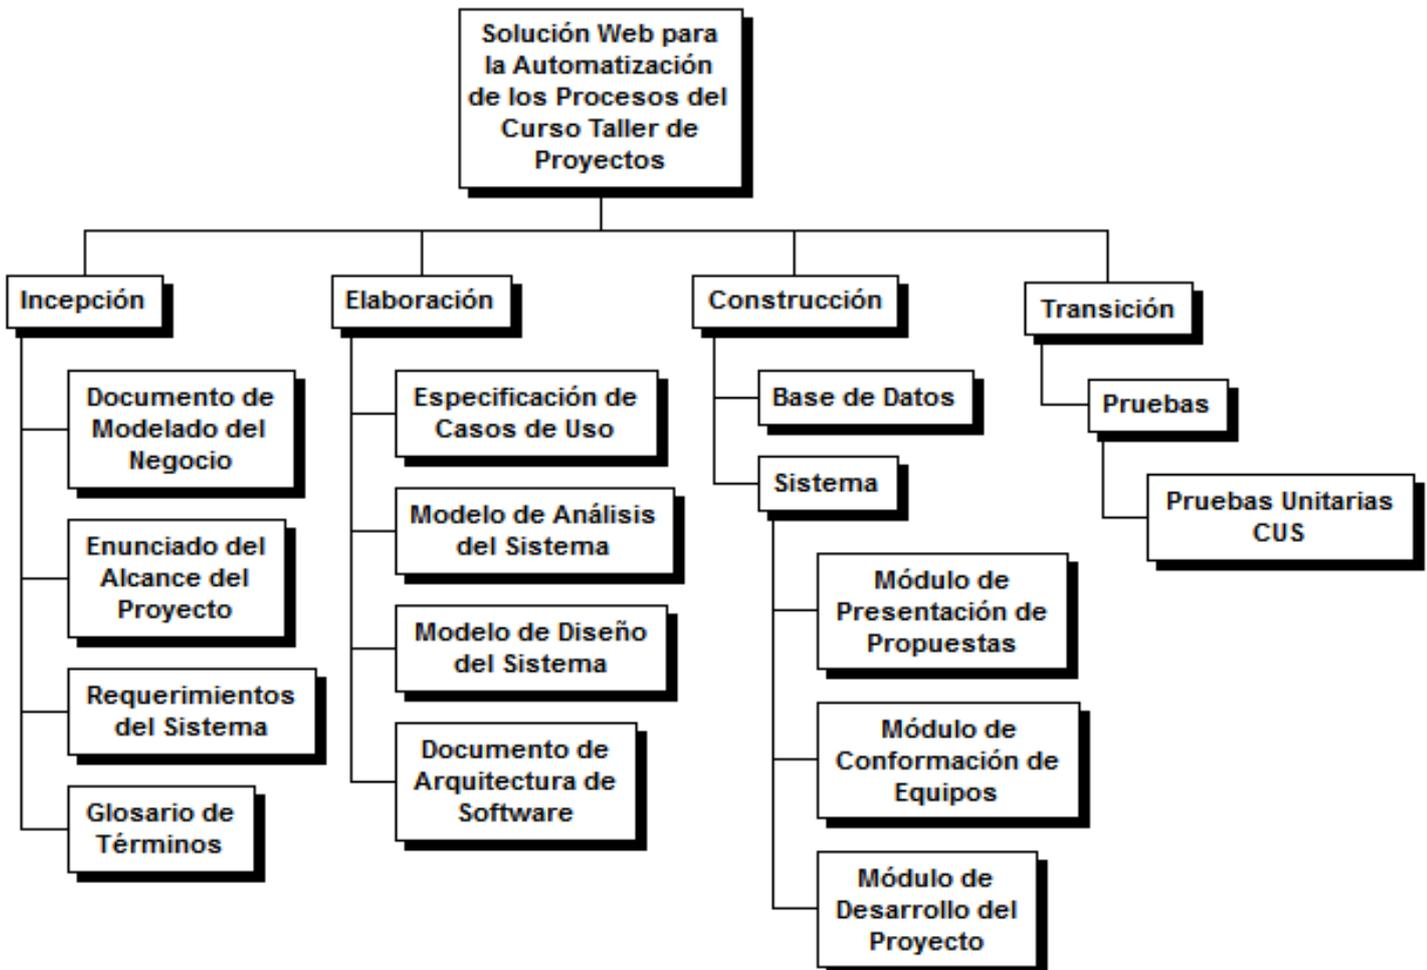 Solución Web para
la Automatización
de los Procesos del
Curso Taller de
Proyectos
Incepción
Documento de
Modelado del
Negocio
Enunciado del
Alcance del
Proyecto
Requerimientos
del Sistema
Glosario de
Términos
Elaboración
Especificación de
Casos de Uso
Modelo de Análisis
del Sistema
Modelo de Diseño
del Sistema
Documento de
Arquitectura de
Software
Construcción
Base de Datos
Sistema
Módulo de
Presentación de
Propuestas
Módulo de
Conformación de
Equipos
Módulo de
Desarrollo del
Proyecto
Transición
Pruebas
Pruebas Unitarias
CUS